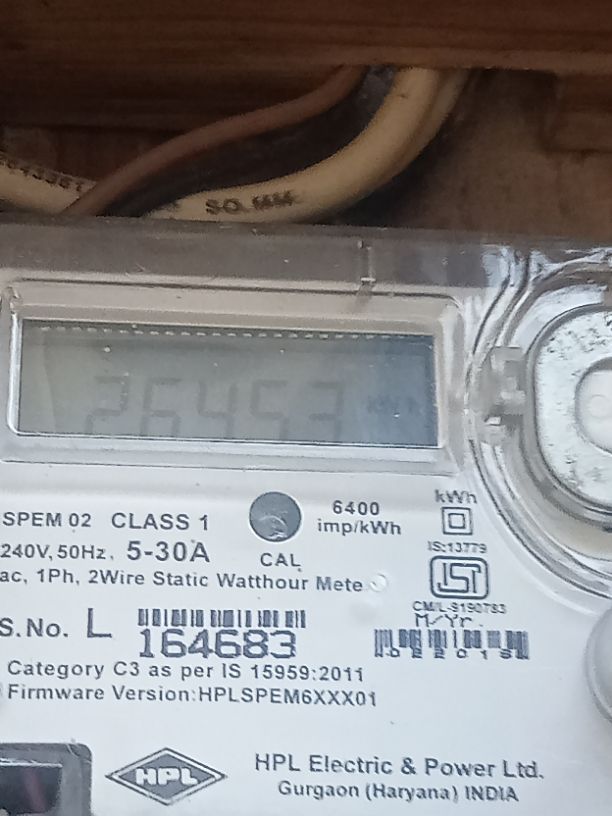 SQ.MM
26453
SPEM 02 CLASS 1
6400
imp/kWh
kWh
240V, 50Hz, 5-30A
CAL
IS:13779
ac, 1Ph, 2Wire Static Watthour Mete
CM/L-9190783
M/Yr.
S.No. L 164683
Category C3 as per IS 15959:2011
Firmware Version:HPLSPEM6XXX01
HPL
HPL Electric & Power Ltd.
Gurgaon (Haryana) INDIA